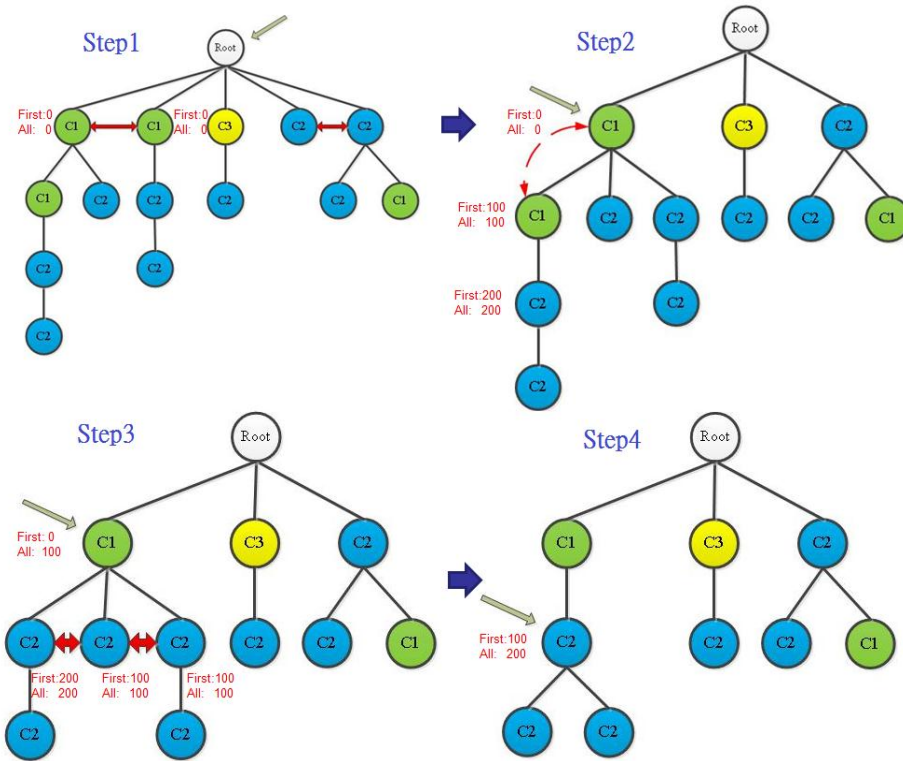 Step1
Root
First:0
All: 0
C1
C1
First:0
All: 0
C3
C2
C2
C1
C2
C2
C2
C2
C1
C2
C2
C2
Step2
Root
First:0
All: 0
C1
C3
C2
First:100
All: 100
C1
C2
C2
C2
C2
C1
First:200
All: 200
C2
C2
C2
Step3
Root
First: 0
All: 100
C1
C3
C2
C2
C2
C2
C2
C2
C1
First:200
All: 200
First:100
All: 100
First:100
All: 100
C2
C2
Step4
Root
C1
C3
C2
First:100
All: 200
C2
C2
C2
C1
C2
C2